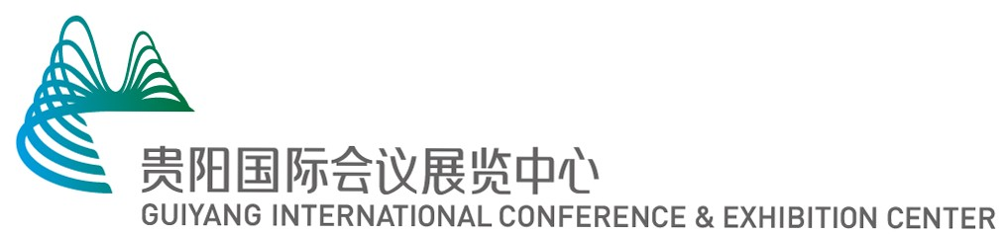 贵阳国际会议展览中心
GUIYANG INTERNATIONAL CONFERENCE & EXHIBITION CENTER